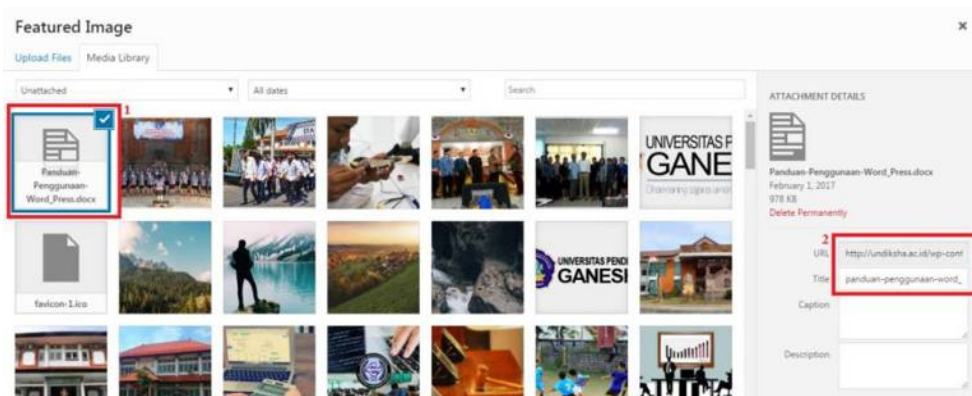 Featured Image
Upload Files Media Library
Unattached All dates Search
1
Panduan-
Penggunaan-
Word_Press.docx
UNIVERSITAS P
GANE
favicon-1.ico
UNIVERSITAS PENDI
GANESH
ATTACHMENT DETAILS
Panduan-Penggunaan-Word_Press.docx
February 1, 2017
978 KB
Delete Permanently
2
URL http://undiksha.ac.id/wp-cont
Title panduan-penggunaan-word_
Caption
Description